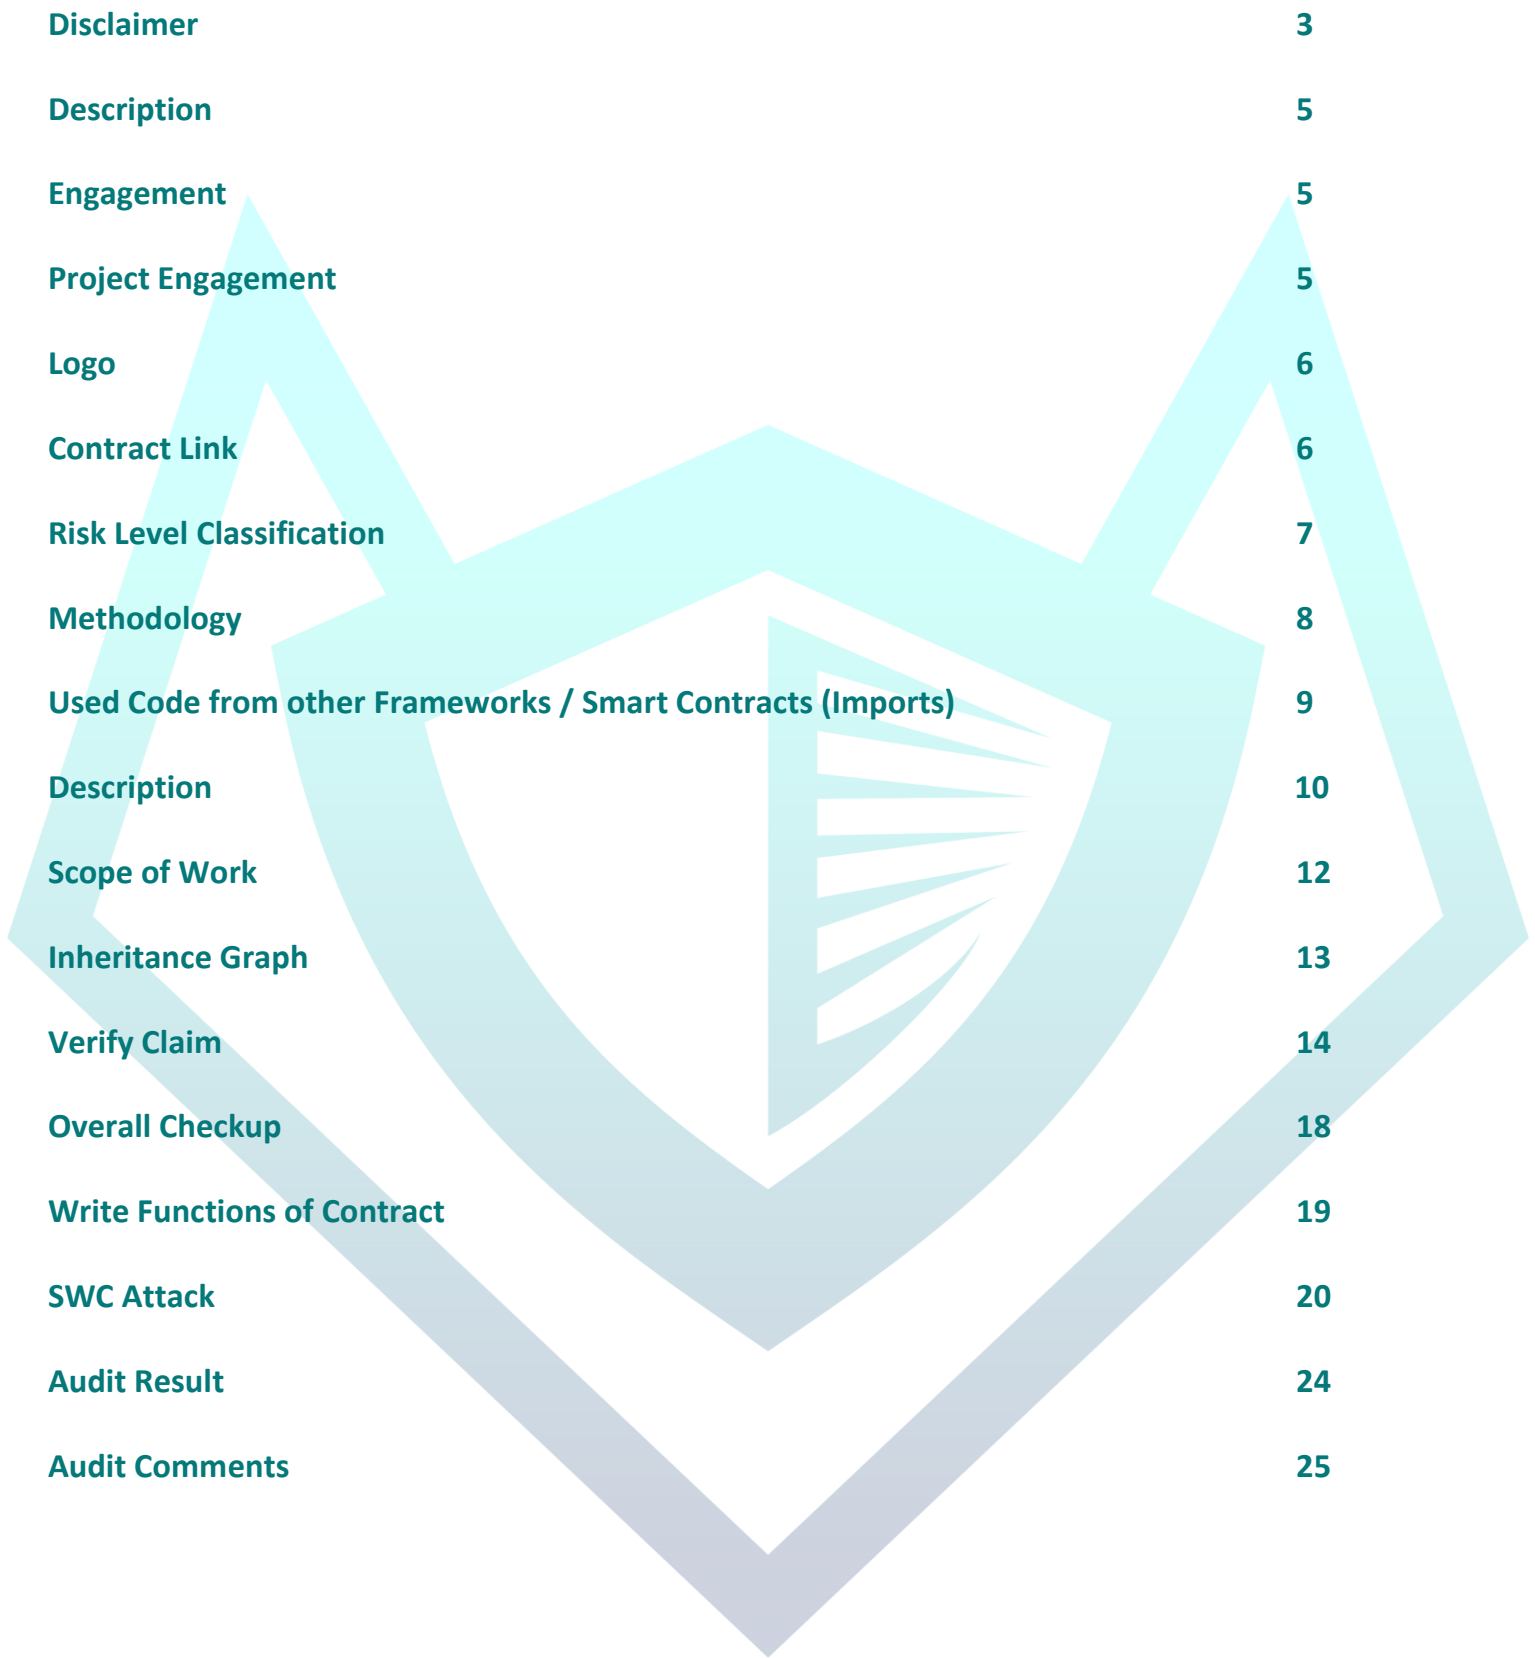 Disclaimer 3
Description 5
Engagement 5
Project Engagement 5
Logo 6
Contract Link 6
Risk Level Classification 7
Methodology 8
Used Code from other Frameworks / Smart Contracts (Imports) 9
Description 10
Scope of Work 12
Inheritance Graph 13
Verify Claim 14
Overall Checkup 18
Write Functions of Contract 19
SWC Attack 20
Audit Result 24
Audit Comments 25